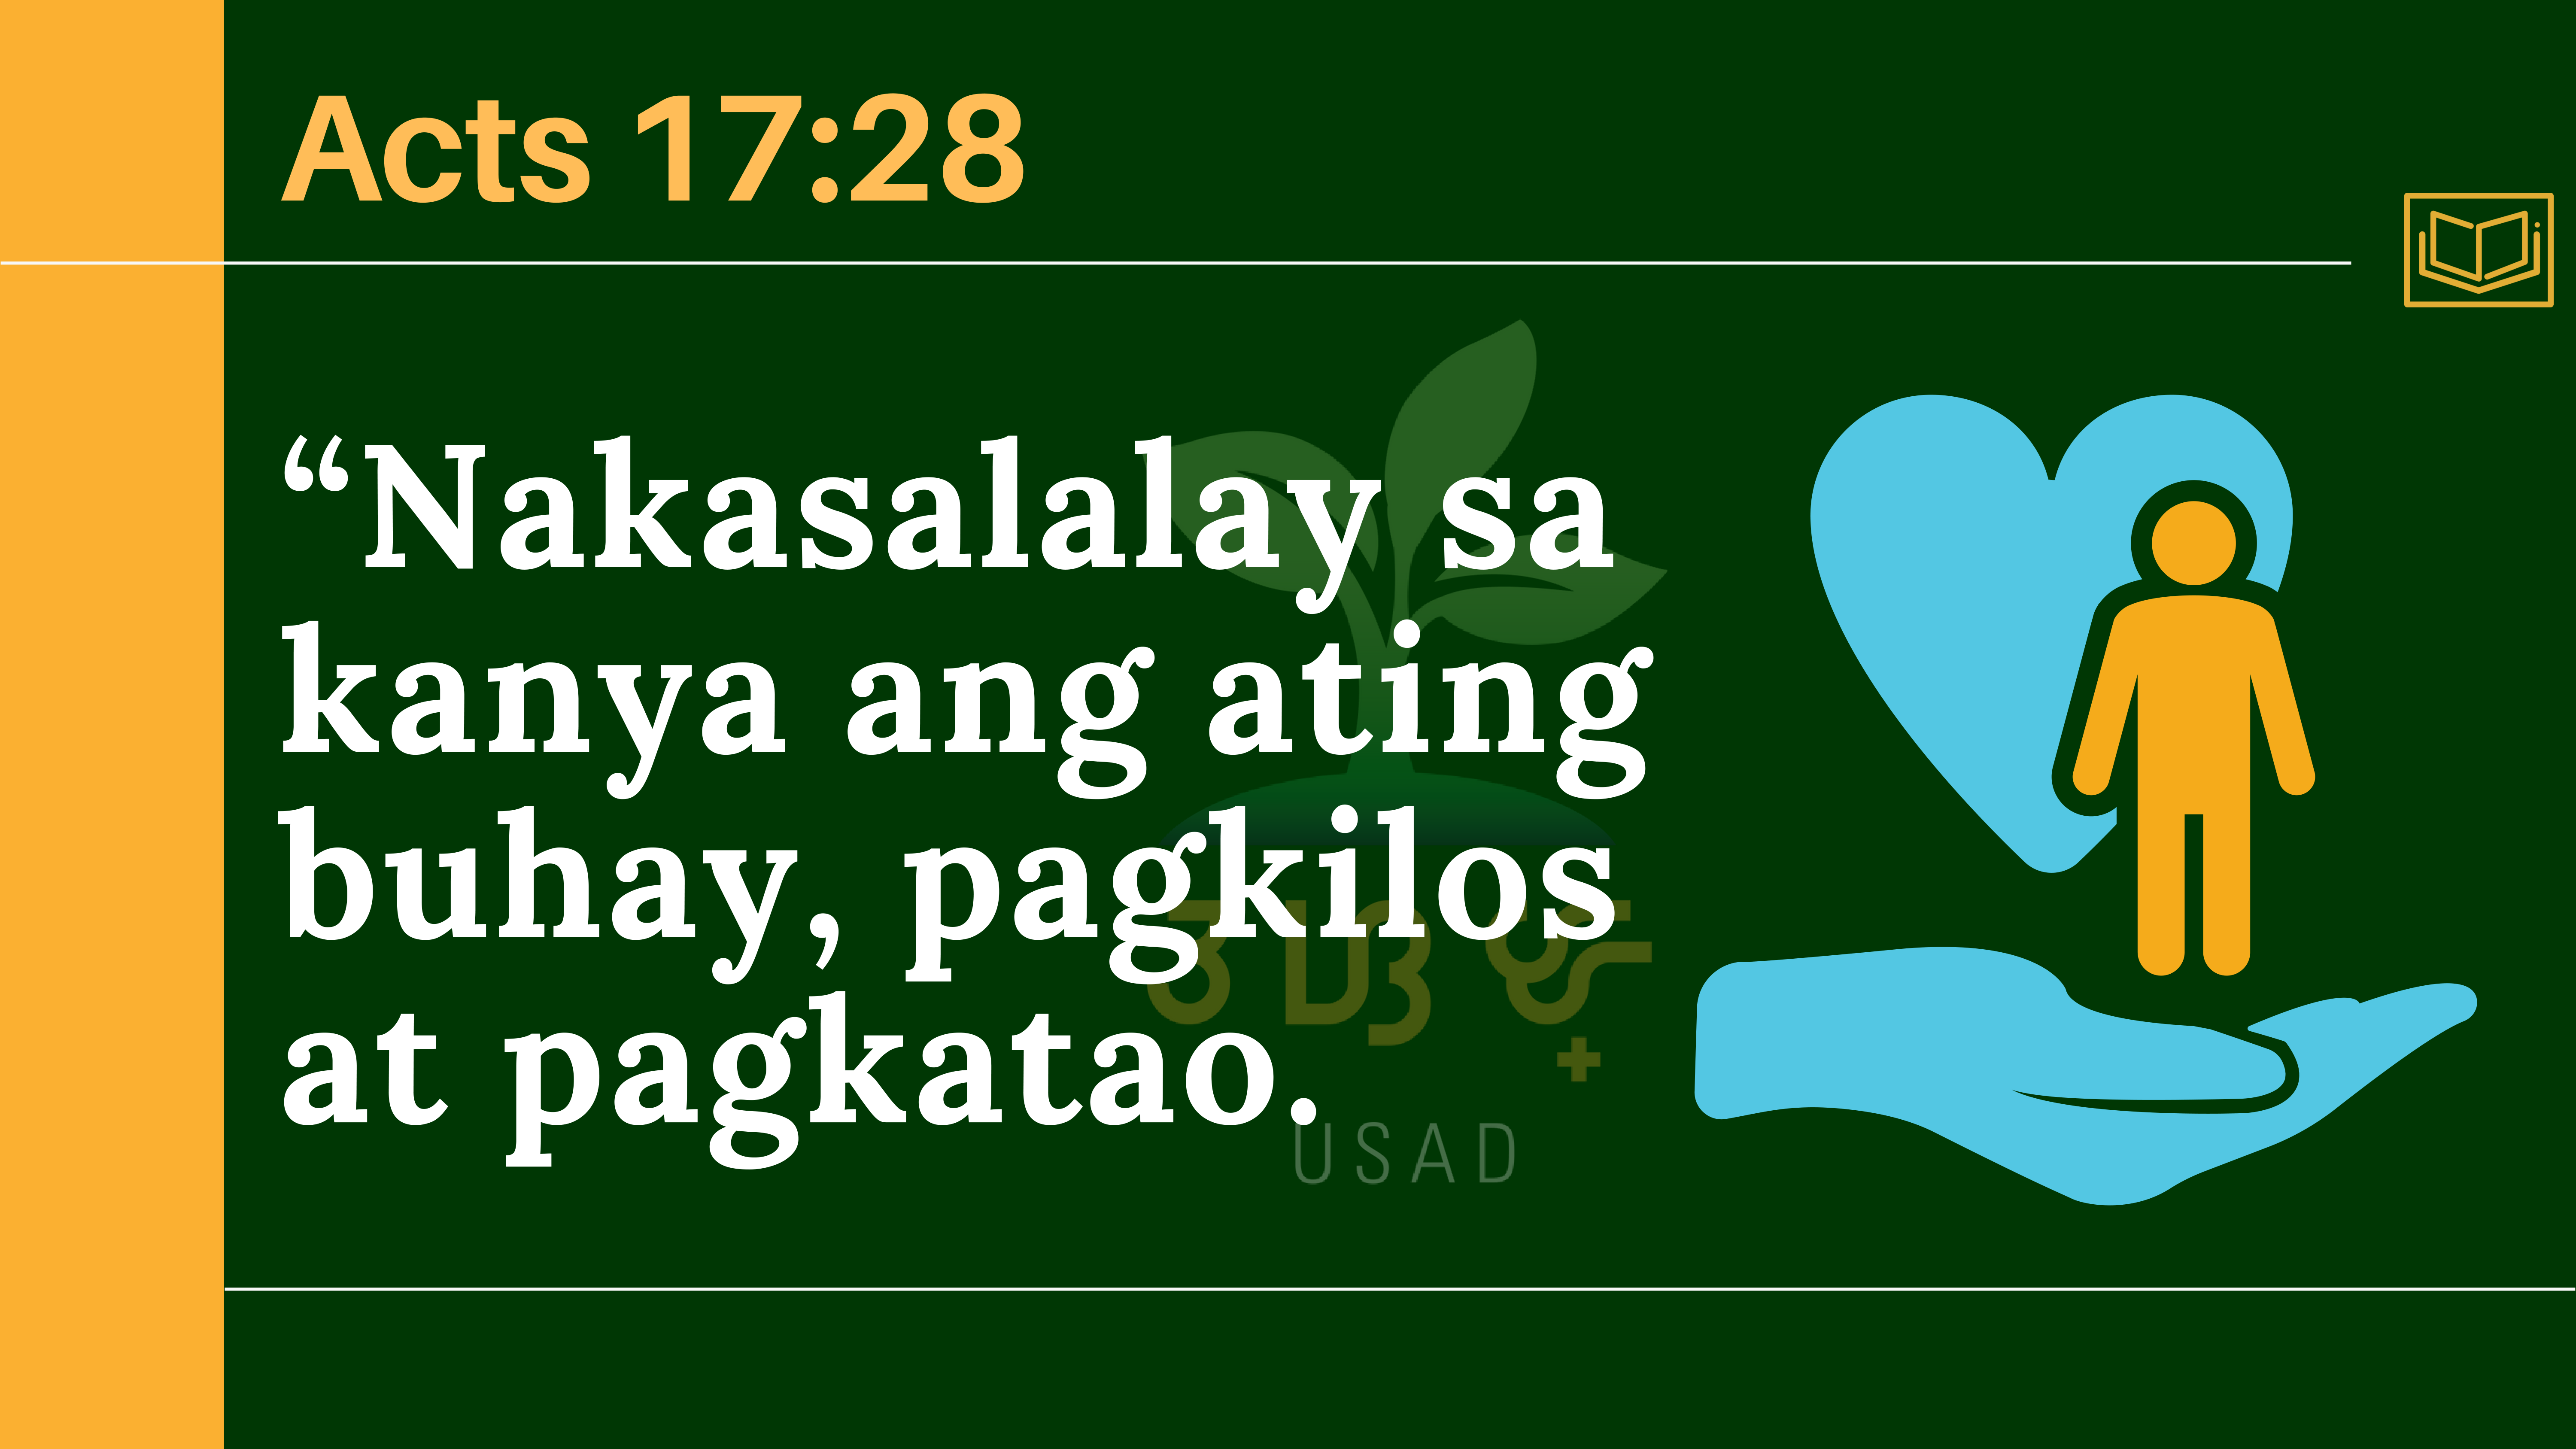 Acts 17:28
“Nakasalalay sa
kanya ang ating
buhay, pagkilos
at pagkatao.
USAD